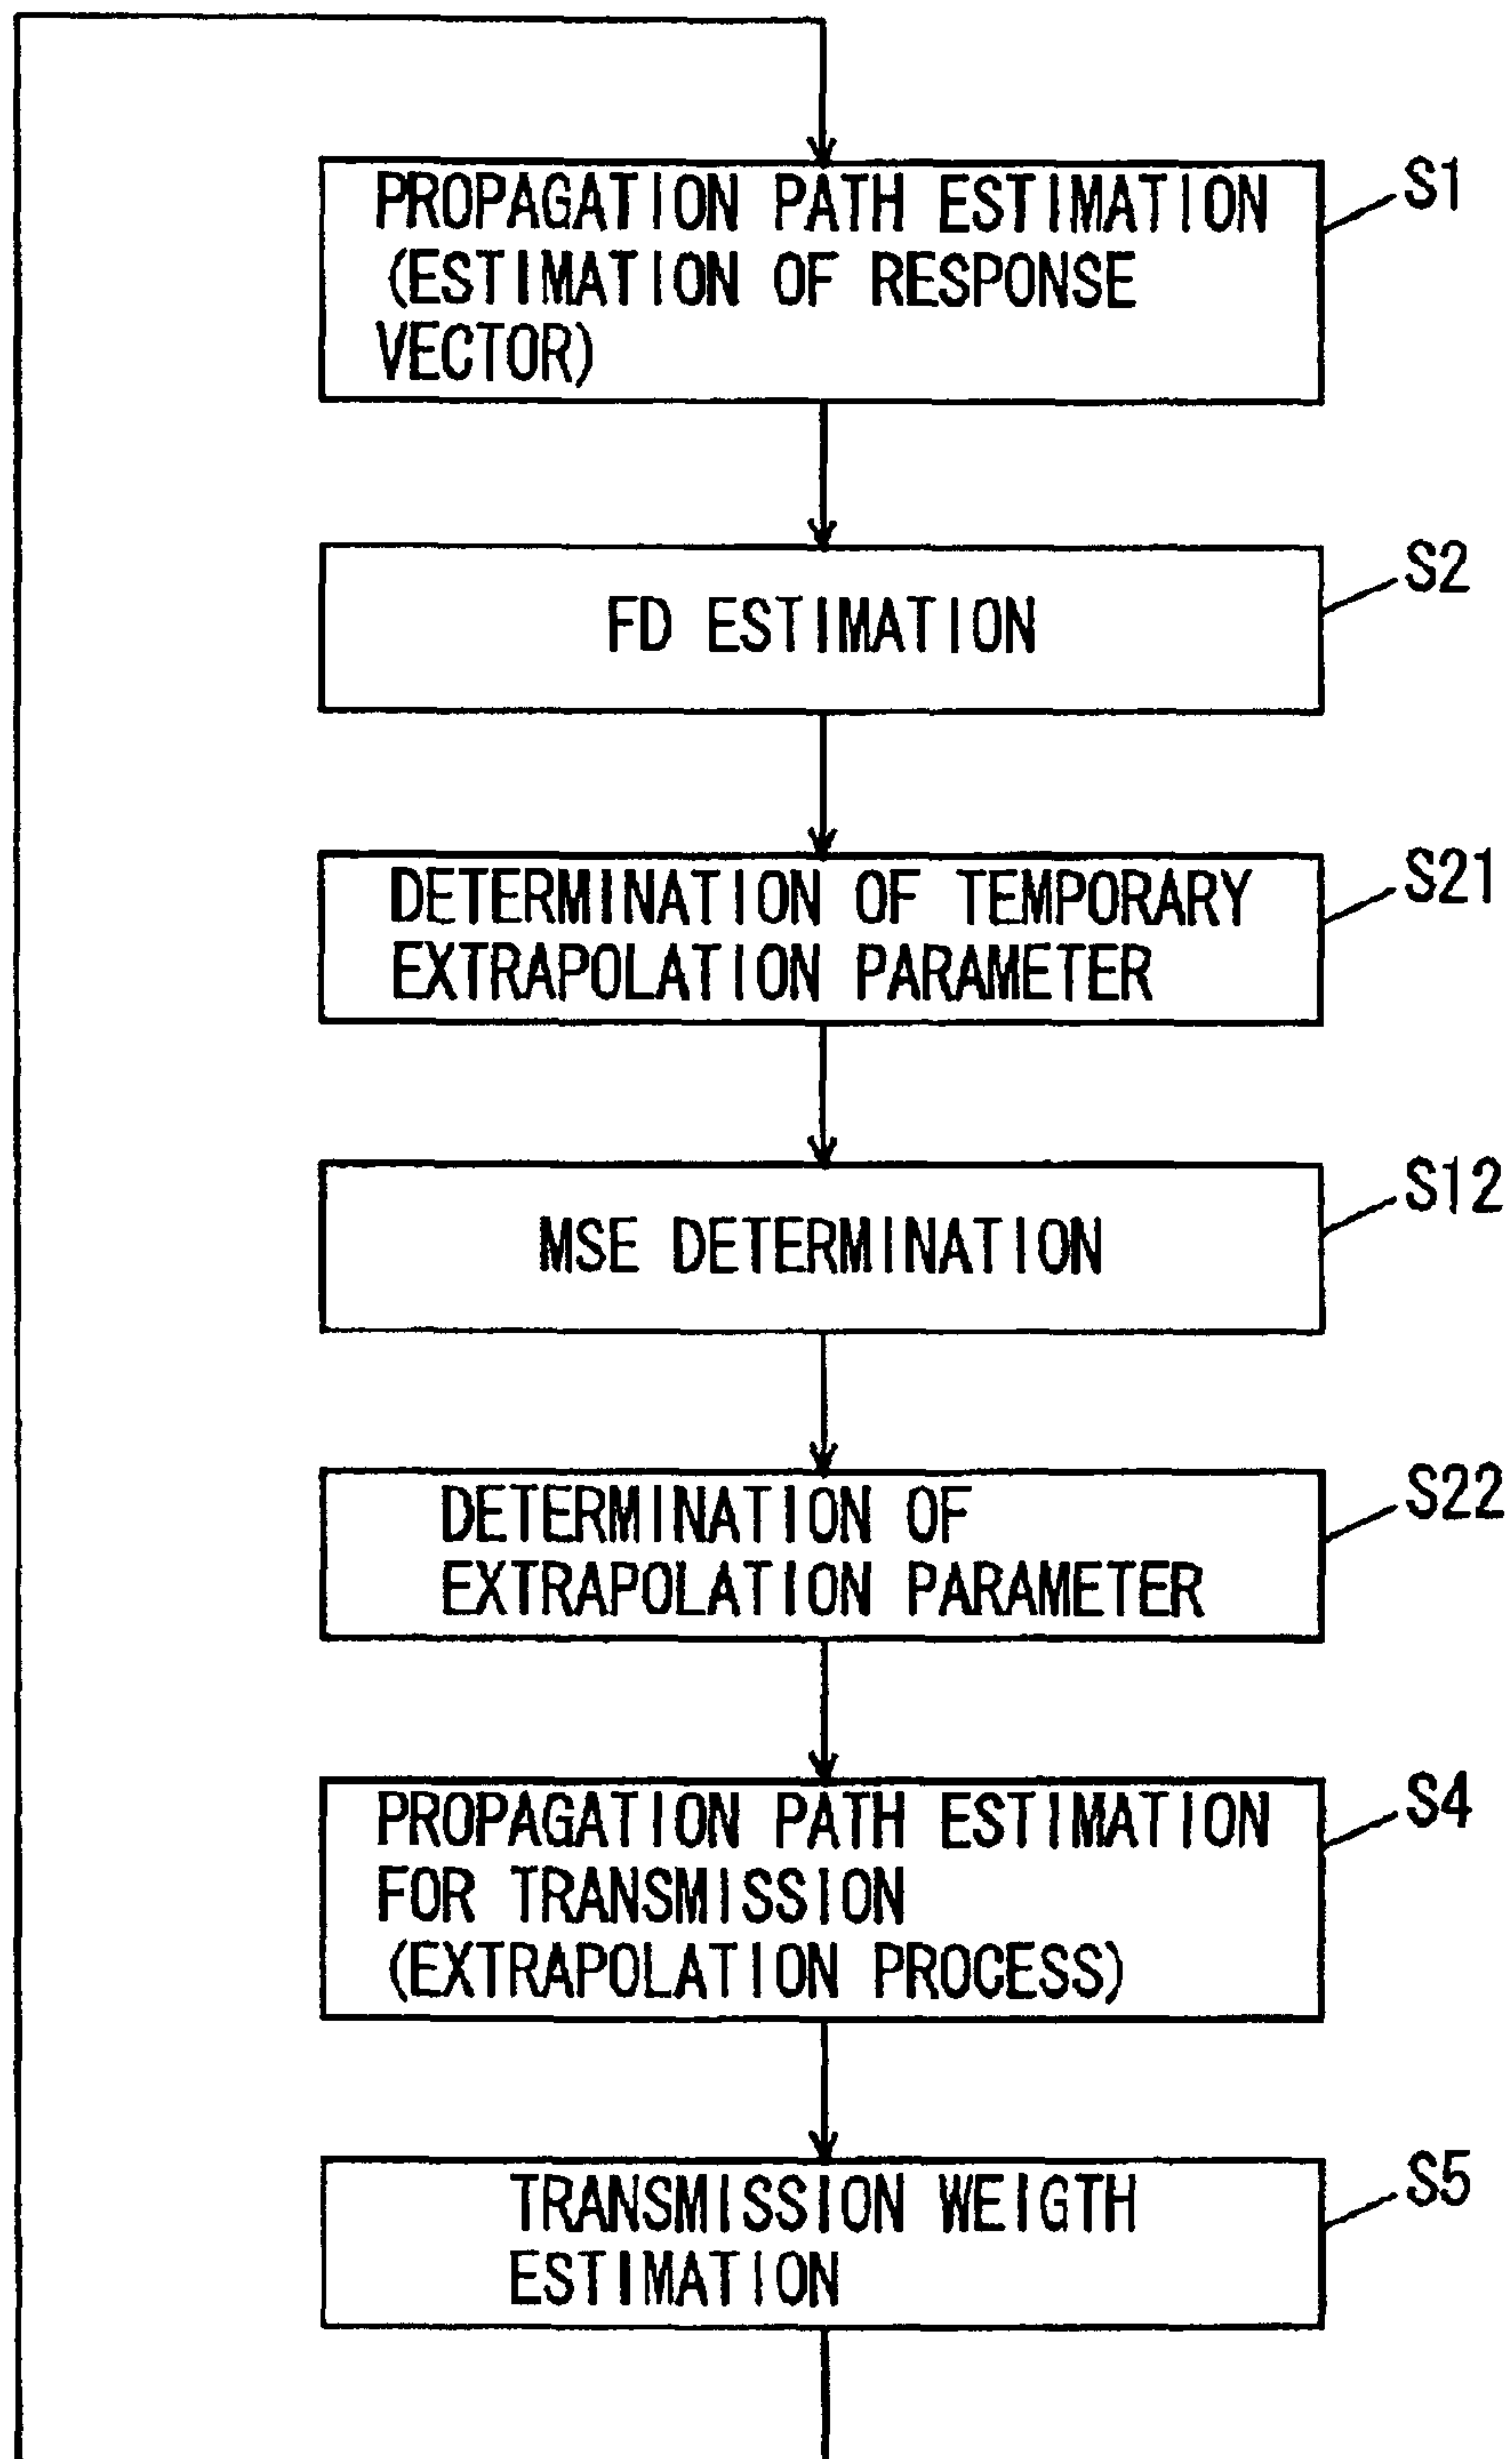 PROPAGATION PATH ESTIMATION
(ESTIMATION OF RESPONSE
VECTOR)
S1
FD ESTIMATION
S2
DETERMINATION OF TEMPORARY
EXTRAPOLATION PARAMETER
S21
MSE DETERMINATION
S12
DETERMINATION OF
EXTRAPOLATION PARAMETER
S22
PROPAGATION PATH ESTIMATION
FOR TRANSMISSION
(EXTRAPOLATION PROCESS)
S4
TRANSMISSION WEIGTH
ESTIMATION
S5